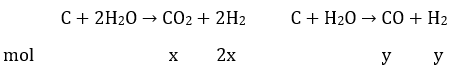 C + 2H₂O → CO₂ + 2H₂ C + H₂O → CO + H₂
mol x 2x y y